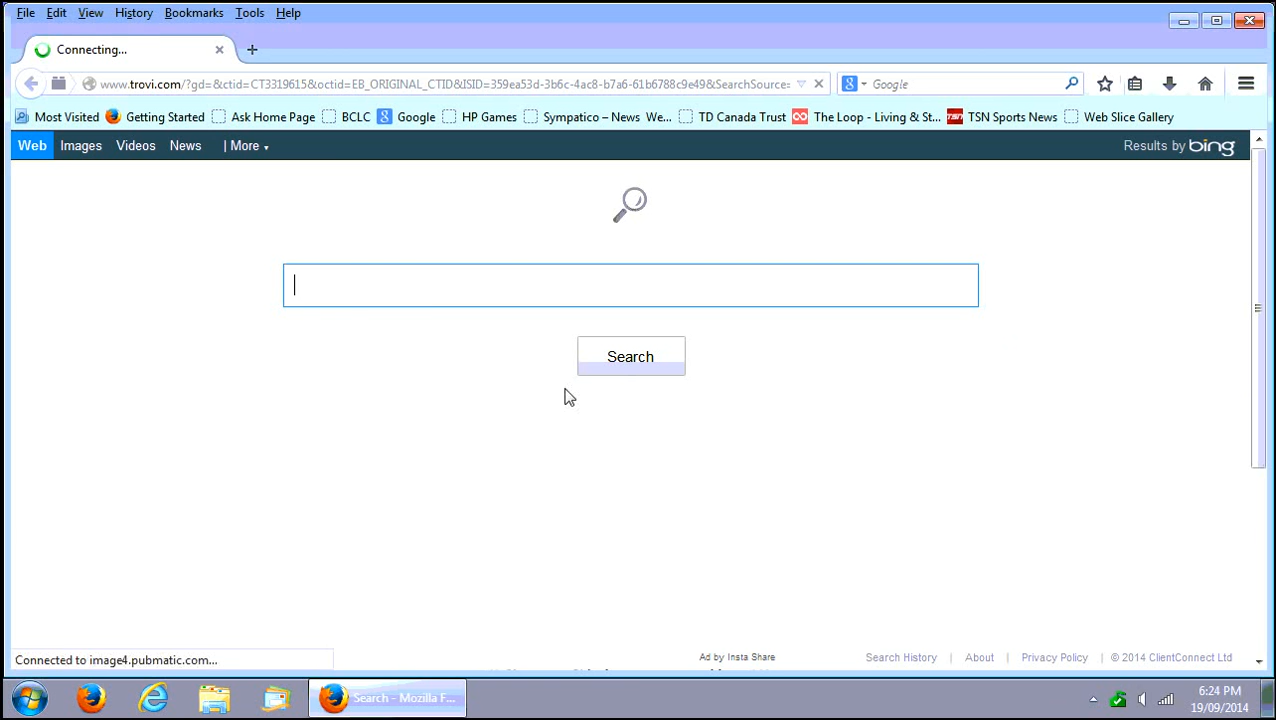 File Edit View History Bookmarks Tools Help
Connecting...
www.trovi.com/?gd=&ctid=CT3319615&octid=EB_ORIGINAL_CTID&ISID=359ea53d-3b6c-4ac8-b7a6-61b6788c9e49&SearchSource= Google
Most Visited Getting Started Ask Home Page BCLC Google HP Games Sympatico – News We... TD Canada Trust The Loop - Living & St... TSN Sports News Web Slice Gallery
Web Images Videos News | More Results by bing
Search
Connected to image4.pubmatic.com...
Ad by Insta Share Search History About Privacy Policy © 2014 ClientConnect Ltd
Search - Mozilla F...
6:24 PM
19/09/2014